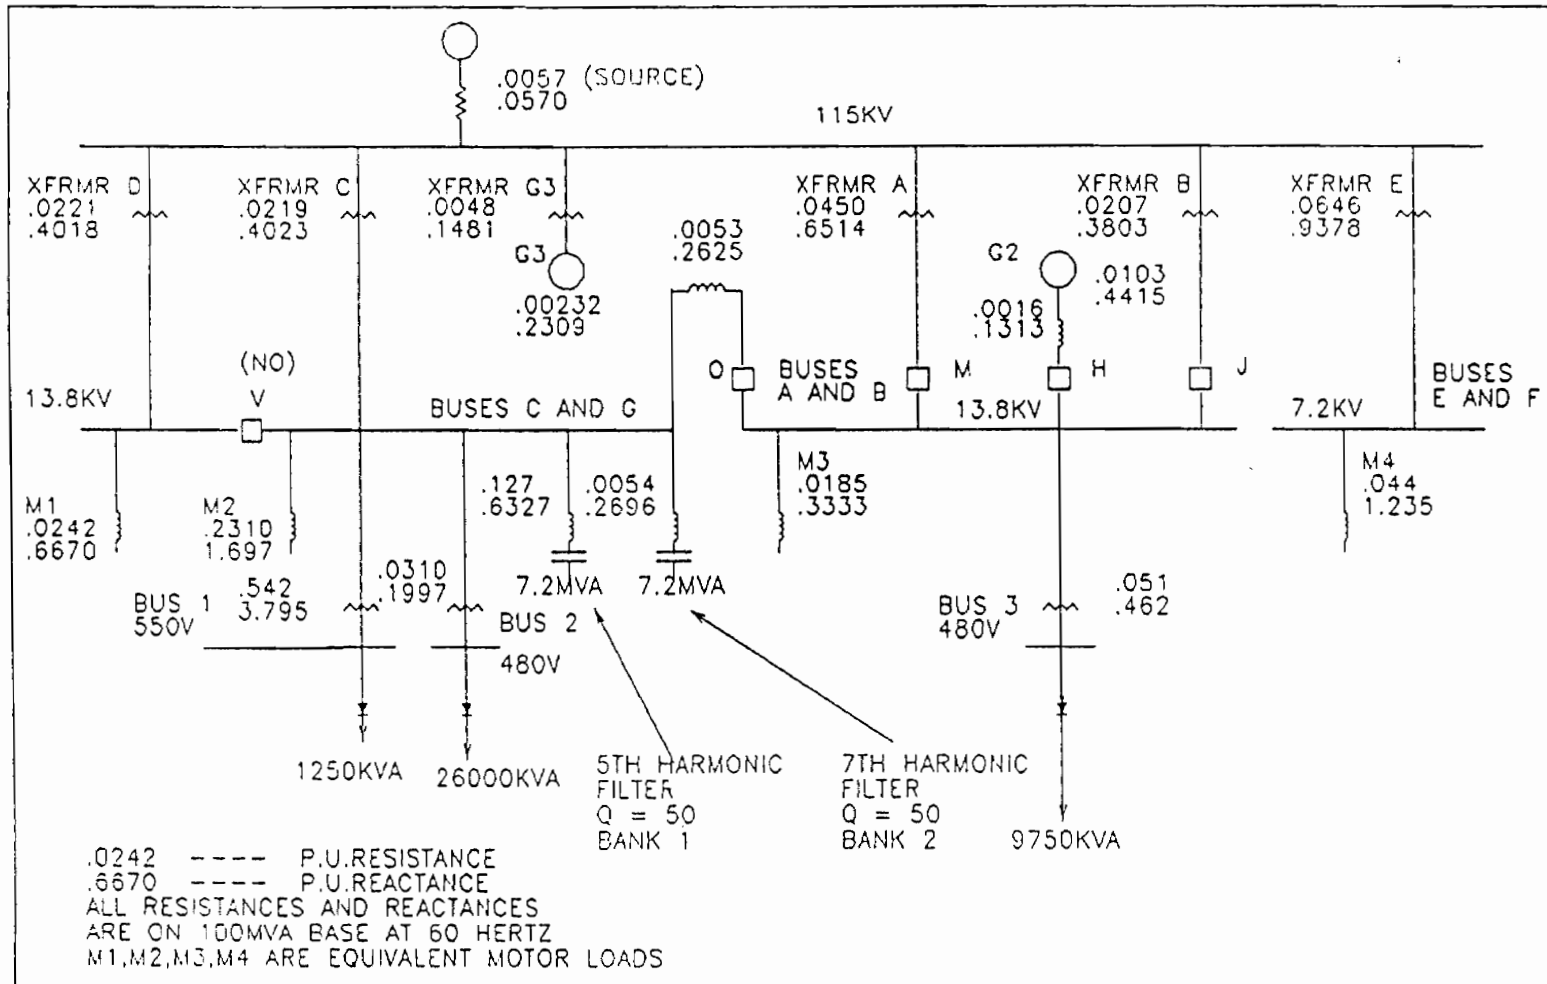 .0057 (SOURCE)
.0570
115KV
XFRMR D
.0221
.4018
XFRMR C
.0219
.4023
XFRMR G3
.0048
.1481
G3
.00232
.2309
.0053
.2625
XFRMR A
.0450
.6514
G2
.0103
.4415
.0016
.1313
XFRMR B
.0207
.3803
XFRMR E
.0646
.9378
(NO)
V
13.8KV
BUSES C AND G
O
BUSES
A AND B
M
H
J
13.8KV
7.2KV
BUSES
E AND F
M1
.0242
.6670
M2
.2310
1.697
.127
.6327
.0054
.2696
M3
.0185
.3333
M4
.044
1.235
BUS 1
550V
.542
3.795
.0310
.1997
BUS 2
480V
7.2MVA
7.2MVA
BUS 3
480V
.051
.462
1250KVA
26000KVA
5TH HARMONIC
FILTER
Q = 50
BANK 1
7TH HARMONIC
FILTER
Q = 50
BANK 2
9750KVA
.0242 ---- P.U.RESISTANCE
.6670 ---- P.U.REACTANCE
ALL RESISTANCES AND REACTANCES
ARE ON 100MVA BASE AT 60 HERTZ
M1,M2,M3,M4 ARE EQUIVALENT MOTOR LOADS